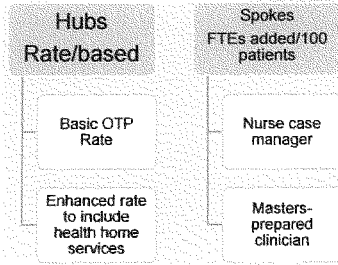 Hubs
Rate/based
Basic OTP
Rate
Enhanced rate
to include
health home
services
Spokes
FTEs added/100
patients
Nurse case
manager
Masters-
prepared
clinician